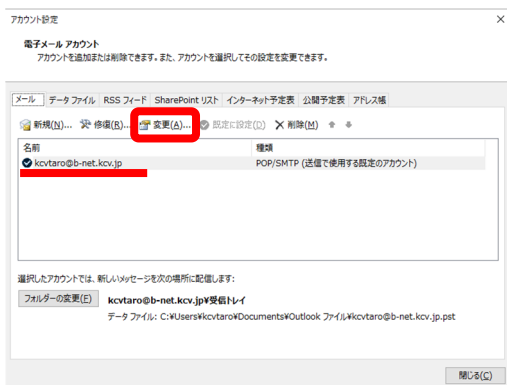 アカウント設定
電子メール アカウント
アカウントを追加または削除できます。また、アカウントを選択してその設定を変更できます。
メール データ ファイル RSS フィード SharePoint リスト インターネット予定表 公開予定表 アドレス帳
新規(N)... 修復(R)... 変更(A)... 既定に設定(D) 削除(M)
名前 種類
kcvtaro@b-net.kcv.jp POP/SMTP (送信で使用する既定のアカウント)
選択したアカウントでは、新しいメッセージを次の場所に配信します:
フォルダーの変更(F) kcvtaro@b-net.kcv.jp¥受信トレイ
データ ファイル: C:¥Users¥kcvtaro¥Documents¥Outlook ファイル¥kcvtaro@b-net.kcv.jp.pst
閉じる(C)